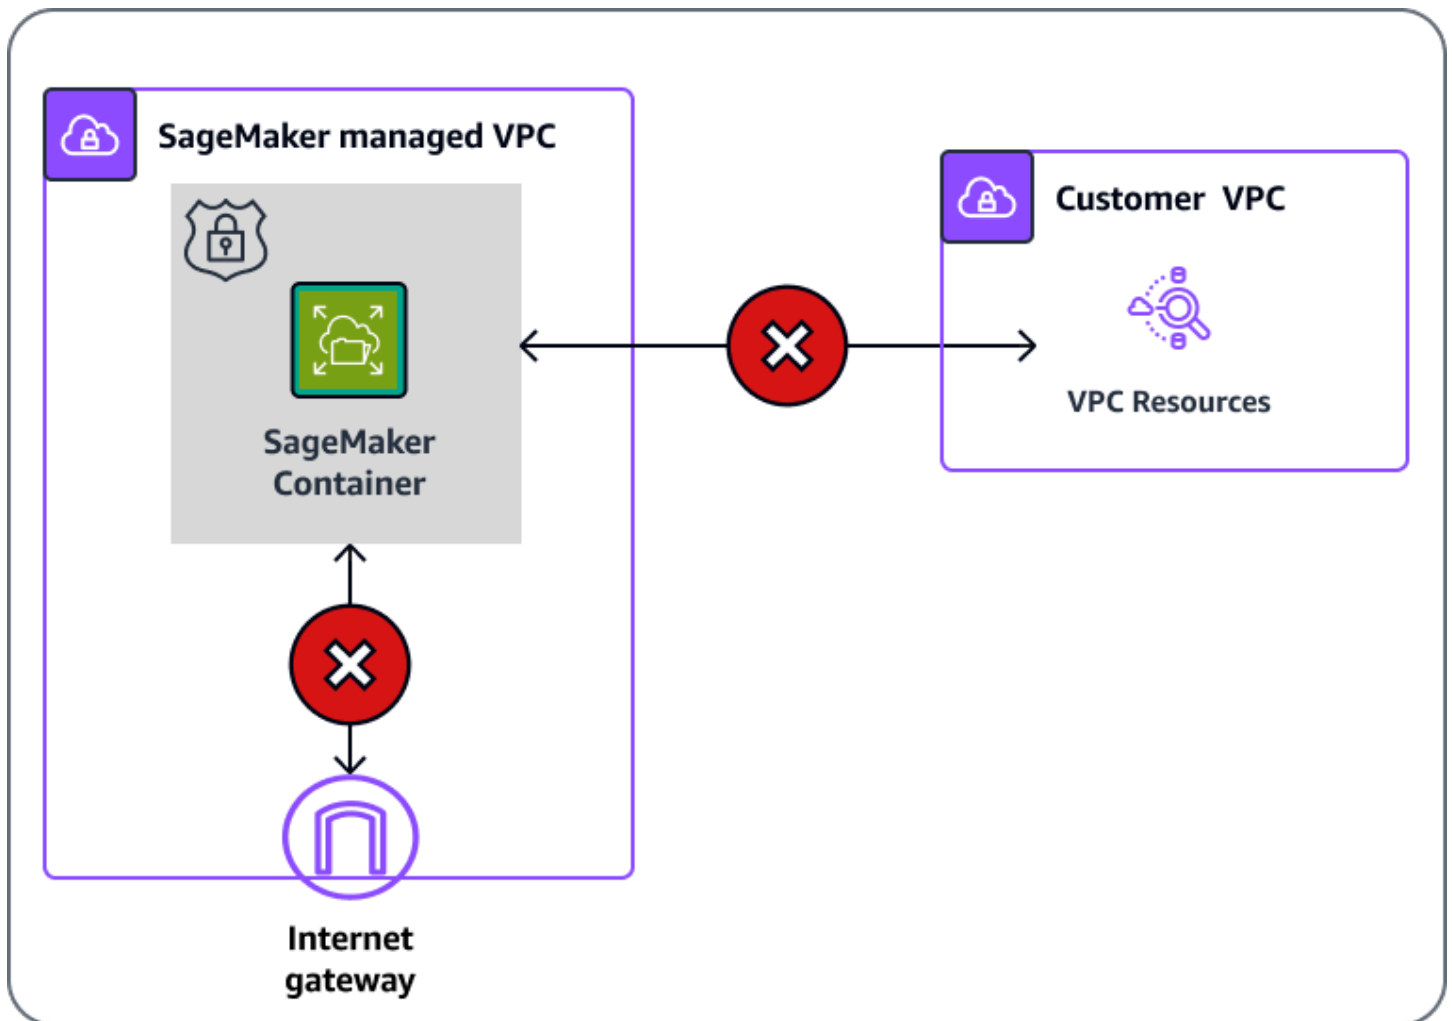 SageMaker managed VPC
Customer VPC
SageMaker
Container
VPC Resources
Internet
gateway